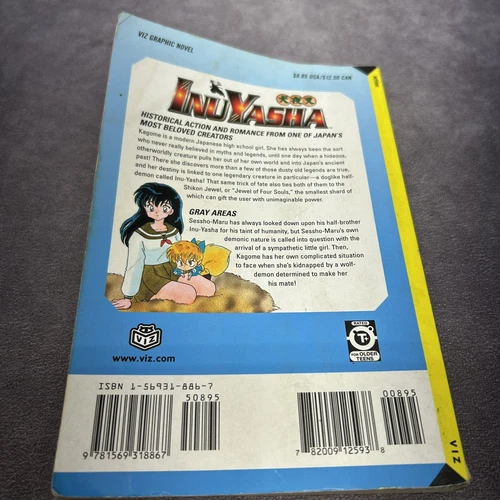 VIZ GRAPHIC NOVEL
$8.95 USA/$12.50 CAN
犬夜叉
INUYASHA
HISTORICAL ACTION AND ROMANCE FROM ONE OF JAPAN'S
MOST BELOVED CREATORS
Kagome is a modern Japanese high school girl. She has always been the sort
who never really believed in myths and legends, until one day when a hideous,
otherworldly creature pulls her out of her own world and into Japan's ancient
past! There she discovers more than a few of those dusty old legends are true,
and her destiny is linked to one legendary creature in particular—a doglike half-
demon called Inu-Yasha! That same trick of fate also ties both of them to the
Shikon Jewel, or "Jewel of Four Souls," the smallest shard of
which can gift the user with unimaginable power.
GRAY AREAS
Sessho-Maru has always looked down upon his half-brother
Inu-Yasha for his taint of humanity, but Sessho-Maru's own
demonic nature is called into question with the
arrival of a sympathetic little girl. Then,
Kagome has her own complicated situation
to face when she's kidnapped by a wolf-
demon determined to make her
his mate!
VIZ
www.viz.com
RATED
T+
FOR OLDER
TEENS
ISBN 1-56931-886-7
50895
9 781569 318867
00895
7 82009 12593 8
VIZ